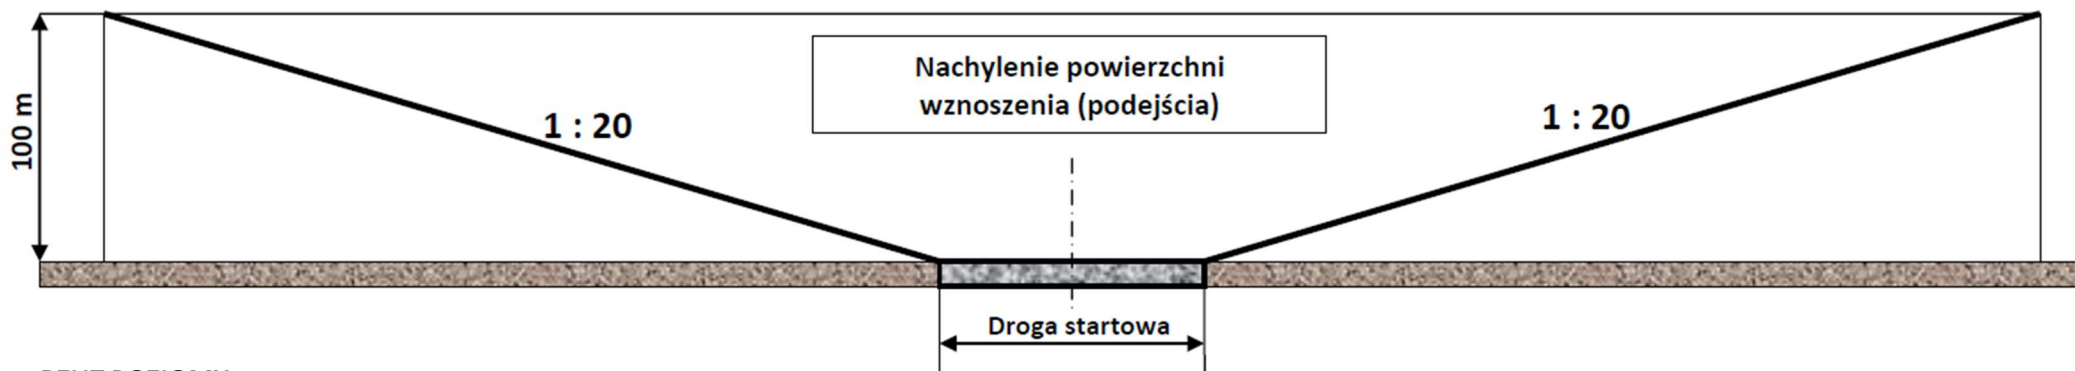 Nachylenie powierzchni
wznoszenia (podejścia)
1 : 20
1 : 20
100 m
Droga startowa